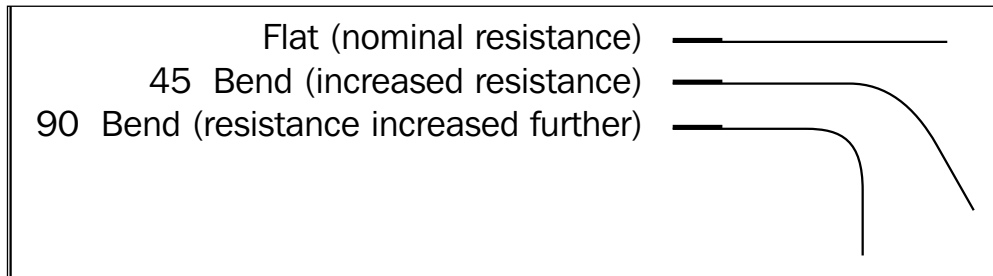 Flat (nominal resistance)
45 Bend (increased resistance)
90 Bend (resistance increased further)